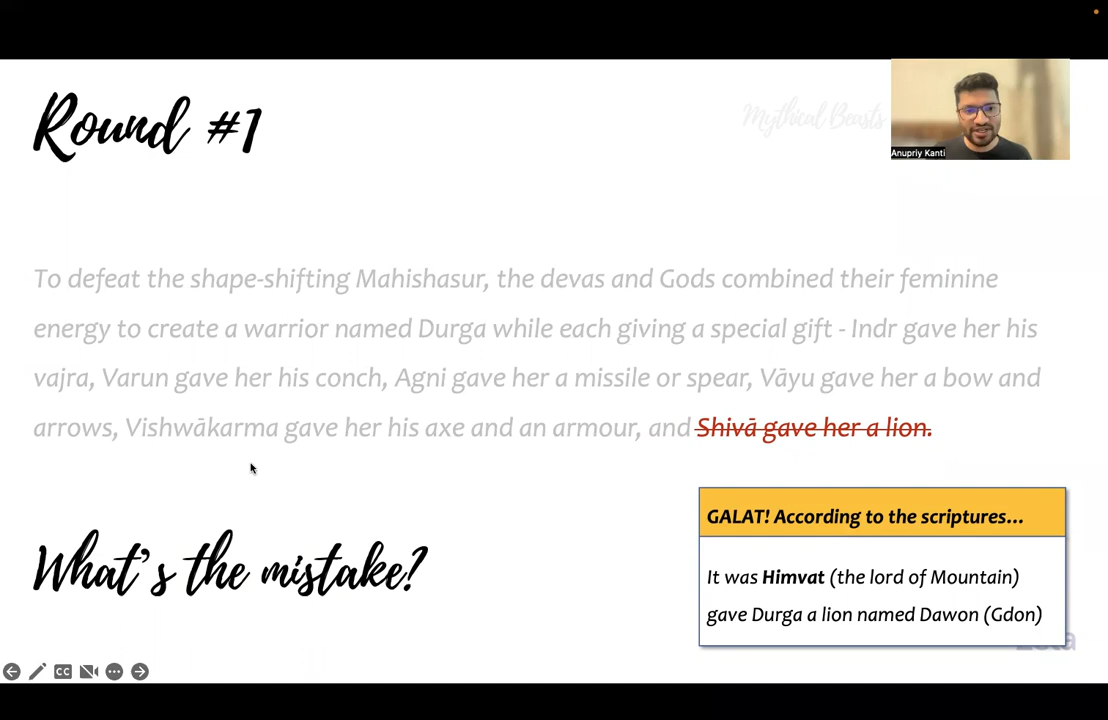 Round #1
Mythical Beasts
Anupriy Kanti
To defeat the shape-shifting Mahishasur, the devas and Gods combined their feminine
energy to create a warrior named Durga while each giving a special gift - Indr gave her his
vajra, Varun gave her his conch, Agni gave her a missile or spear, Vāyu gave her a bow and
arrows, Vishwākarma gave her his axe and an armour, and Shivā gave her a lion.
What's the mistake?
GALAT! According to the scriptures...
It was Himvat (the lord of Mountain)
gave Durga a lion named Dawon (Gdon)
CC